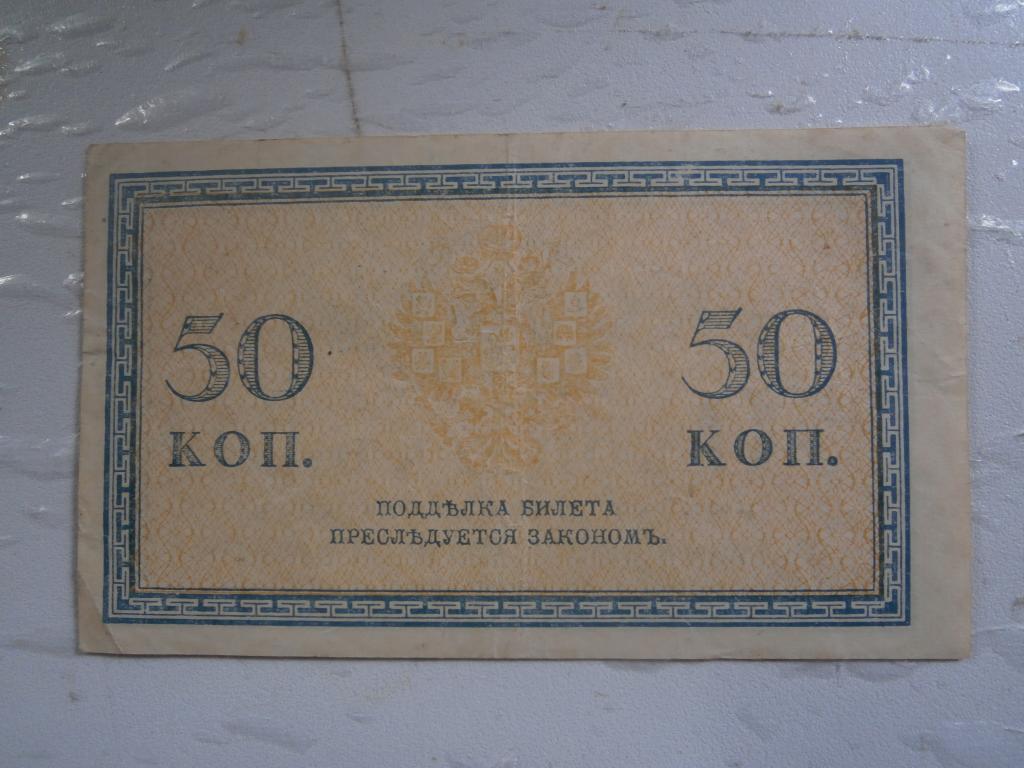 50 50
КОП. КОП.
ПОДДѢЛКА БИЛЕТА
ПРЕСЛѢДУЕТСЯ ЗАКОНОМЪ.